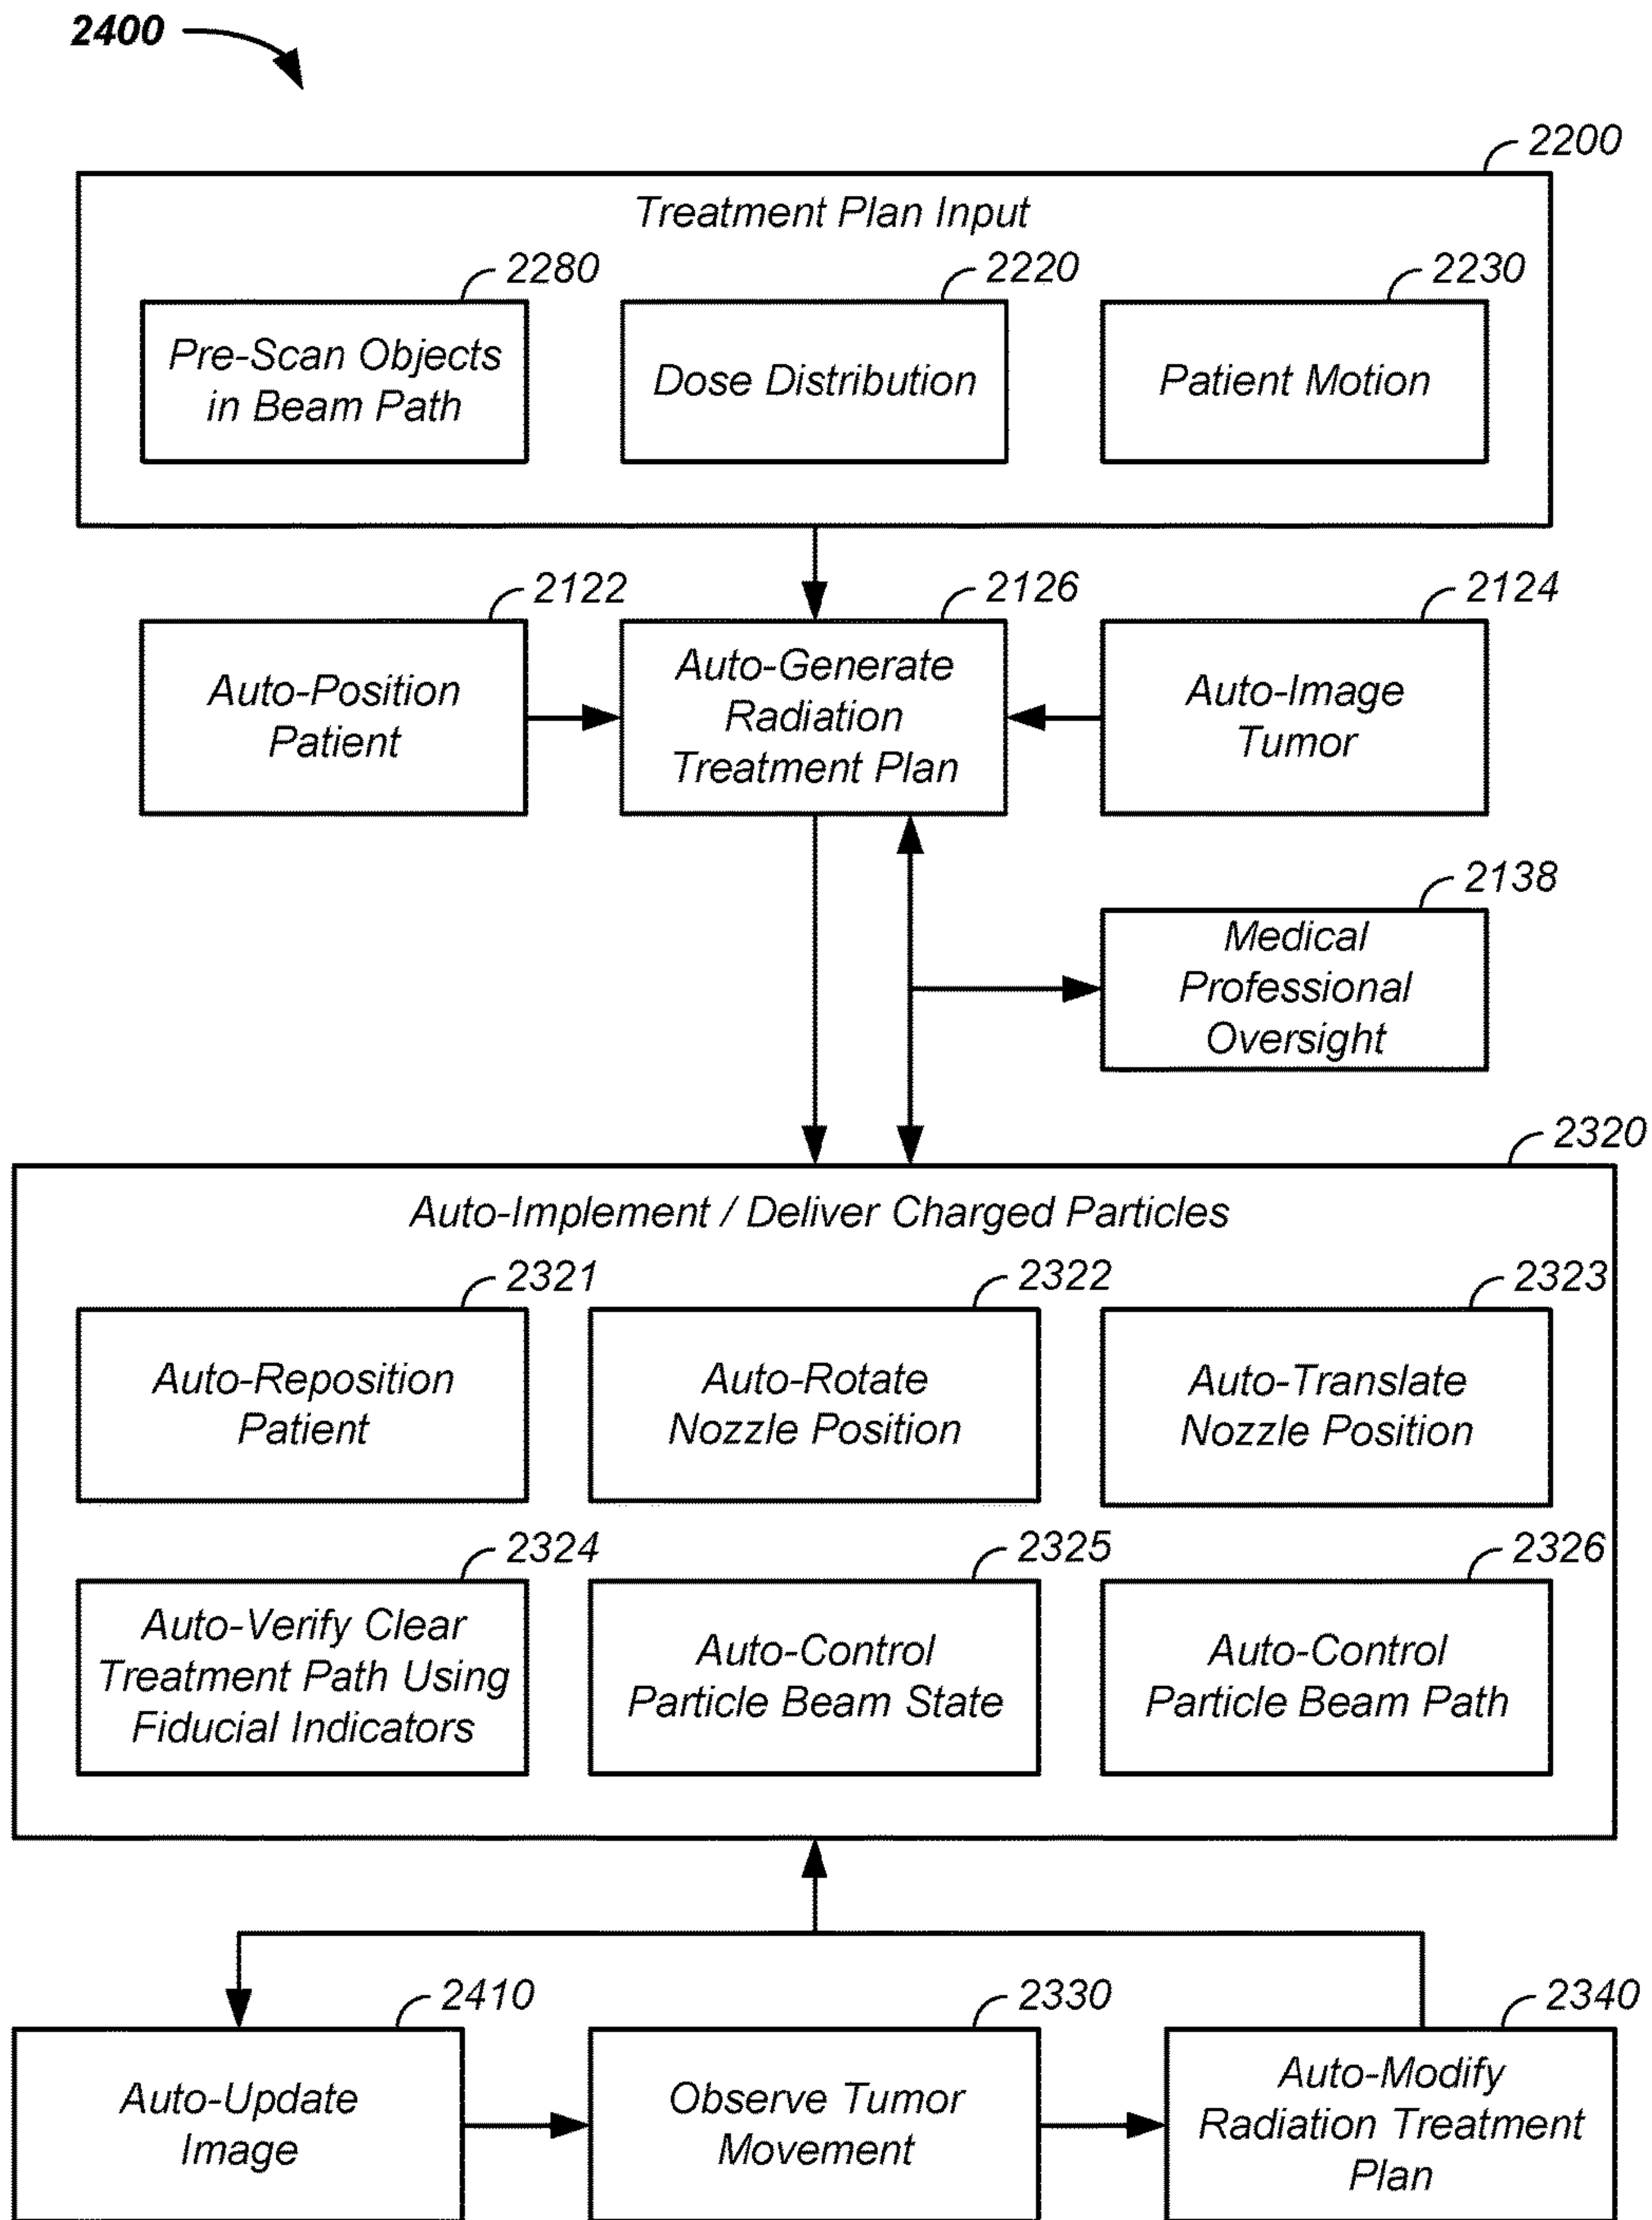 2400
2200
Treatment Plan Input
2280
2220
2230
Pre-Scan Objects
in Beam Path
Dose Distribution
Patient Motion
2122
2126
2124
Auto-Position
Patient
Auto-Generate
Radiation
Treatment Plan
Auto-Image
Tumor
2138
Medical
Professional
Oversight
2320
Auto-Implement / Deliver Charged Particles
2321
2322
2323
Auto-Reposition
Patient
Auto-Rotate
Nozzle Position
Auto-Translate
Nozzle Position
2324
2325
2326
Auto-Verify Clear
Treatment Path Using
Fiducial Indicators
Auto-Control
Particle Beam State
Auto-Control
Particle Beam Path
2410
2330
2340
Auto-Update
Image
Observe Tumor
Movement
Auto-Modify
Radiation Treatment
Plan